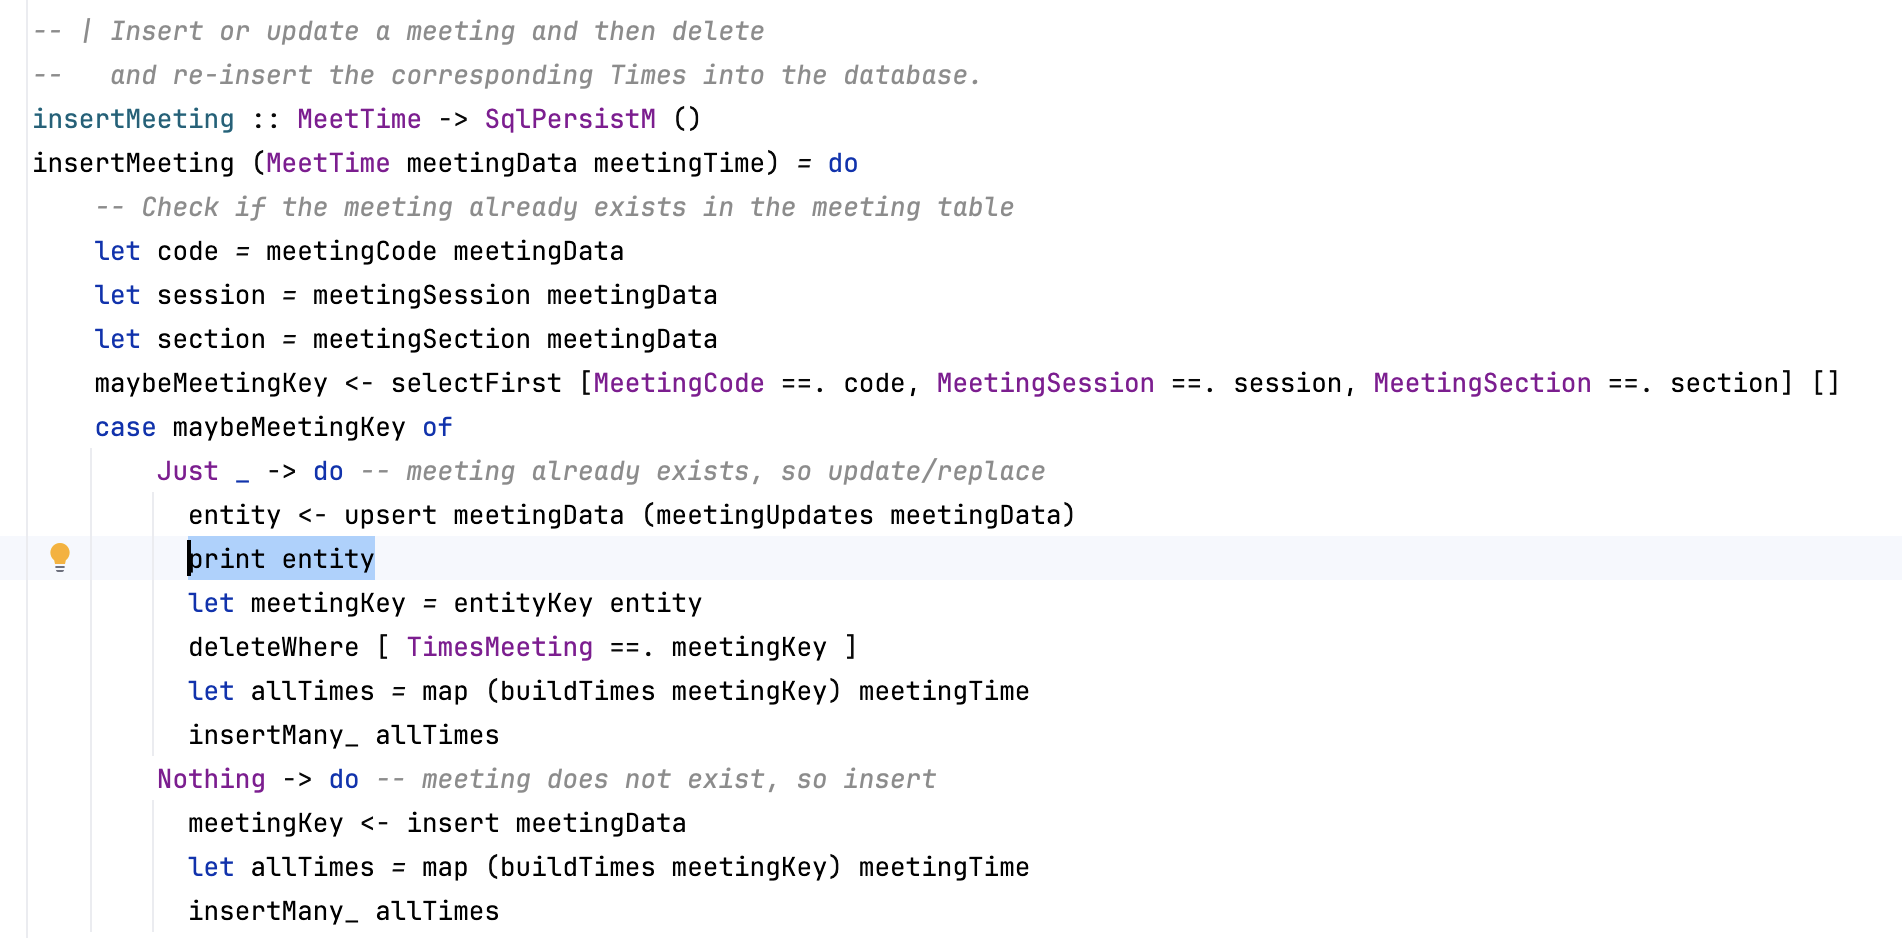 -- | Insert or update a meeting and then delete
--   and re-insert the corresponding Times into the database.
insertMeeting :: MeetTime -> SqlPersistM ()
insertMeeting (MeetTime meetingData meetingTime) = do
    -- Check if the meeting already exists in the meeting table
    let code = meetingCode meetingData
    let session = meetingSession meetingData
    let section = meetingSection meetingData
    maybeMeetingKey <- selectFirst [MeetingCode ==. code, MeetingSession ==. session, MeetingSection ==. section] []
    case maybeMeetingKey of
        Just _ -> do -- meeting already exists, so update/replace
          entity <- upsert meetingData (meetingUpdates meetingData)
          print entity
          let meetingKey = entityKey entity
          deleteWhere [ TimesMeeting ==. meetingKey ]
          let allTimes = map (buildTimes meetingKey) meetingTime
          insertMany_ allTimes
        Nothing -> do -- meeting does not exist, so insert
          meetingKey <- insert meetingData
          let allTimes = map (buildTimes meetingKey) meetingTime
          insertMany_ allTimes